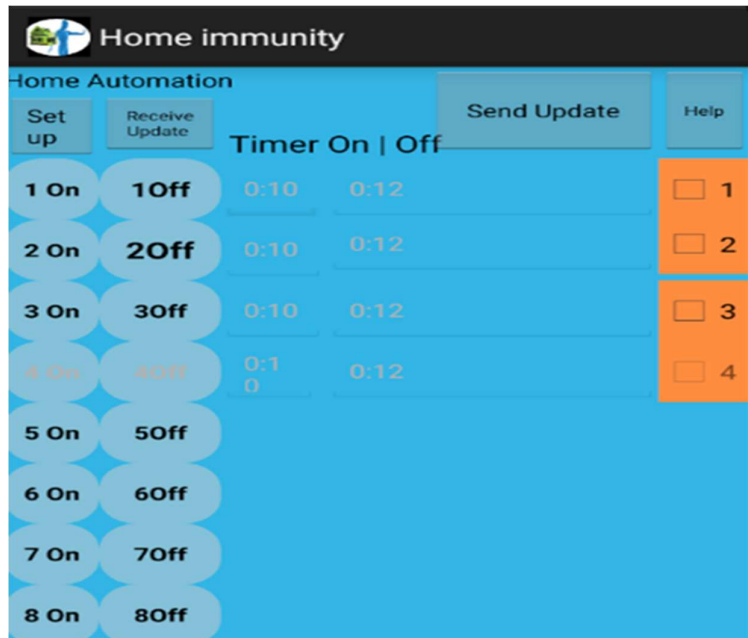 Home immunity
Home Automation
Set up
Receive Update
Send Update
Help
Timer On | Off
1 On 1Off 0:10 0:12 1
2 On 2Off 0:10 0:12 2
3 On 3Off 0:10 0:12 3
4 On 4Off 0:10 0:12 4
5 On 5Off
6 On 6Off
7 On 7Off
8 On 8Off